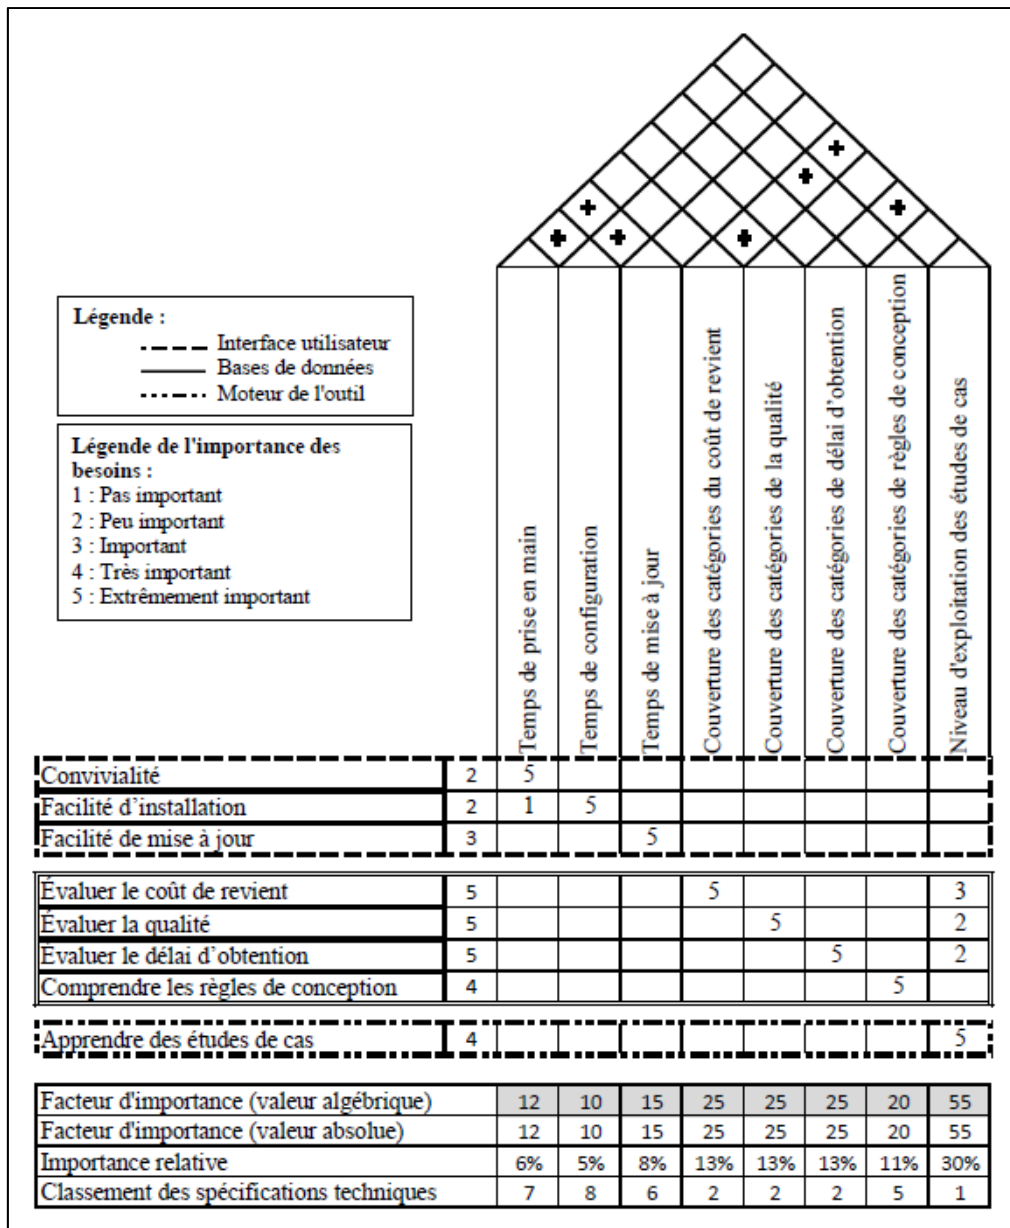 Légende :
Interface utilisateur
Bases de données
Moteur de l'outil
Légende de l'importance des
besoins :
1 : Pas important
2 : Peu important
3 : Important
4 : Très important
5 : Extrêmement important
Temps de prise en main
Temps de configuration
Temps de mise à jour
Couverture des catégories du coût de revient
Couverture des catégories de la qualité
Couverture des catégories de délai d'obtention
Couverture des catégories de règles de conception
Niveau d'exploitation des études de cas
Convivialité 2 5
Facilité d'installation 2 1 5
Facilité de mise à jour 3 5
Évaluer le coût de revient 5 5 3
Évaluer la qualité 5 5 2
Évaluer le délai d'obtention 5 5 2
Comprendre les règles de conception 4 5
Apprendre des études de cas 4 5
Facteur d'importance (valeur algébrique) 12 10 15 25 25 25 20 55
Facteur d'importance (valeur absolue) 12 10 15 25 25 25 20 55
Importance relative 6% 5% 8% 13% 13% 13% 11% 30%
Classement des spécifications techniques 7 8 6 2 2 2 5 1